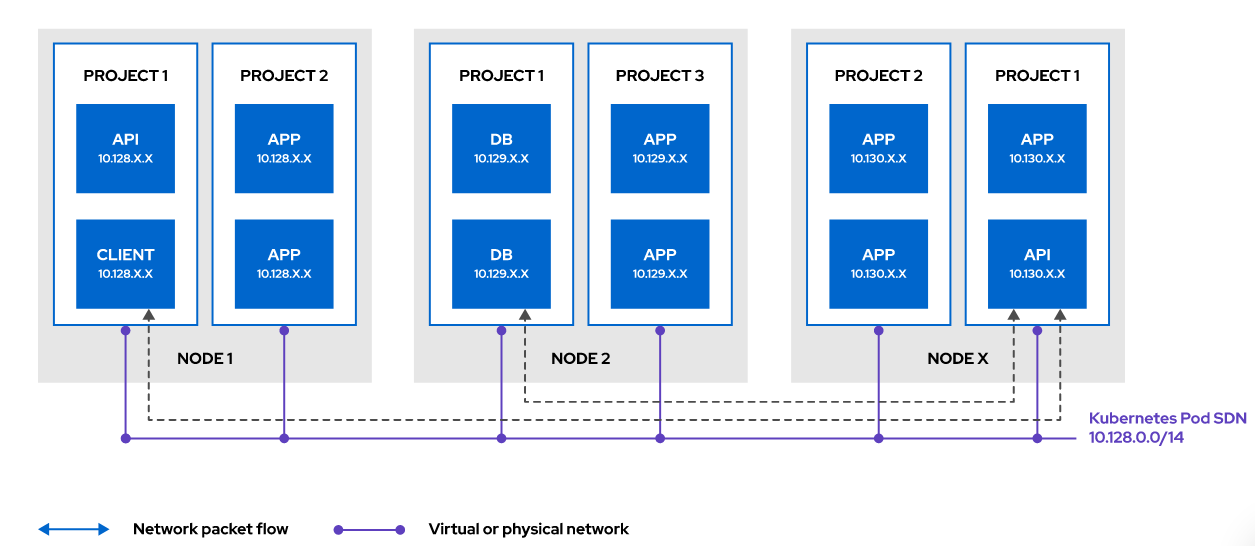 PROJECT 1
API
10.128.X.X
CLIENT
10.128.X.X
PROJECT 2
APP
10.128.X.X
APP
10.128.X.X
NODE 1
PROJECT 1
DB
10.129.X.X
DB
10.129.X.X
PROJECT 3
APP
10.129.X.X
APP
10.129.X.X
NODE 2
PROJECT 2
APP
10.130.X.X
APP
10.130.X.X
PROJECT 1
APP
10.130.X.X
API
10.130.X.X
NODE X
Kubernetes Pod SDN
10.128.0.0/14
Network packet flow
Virtual or physical network